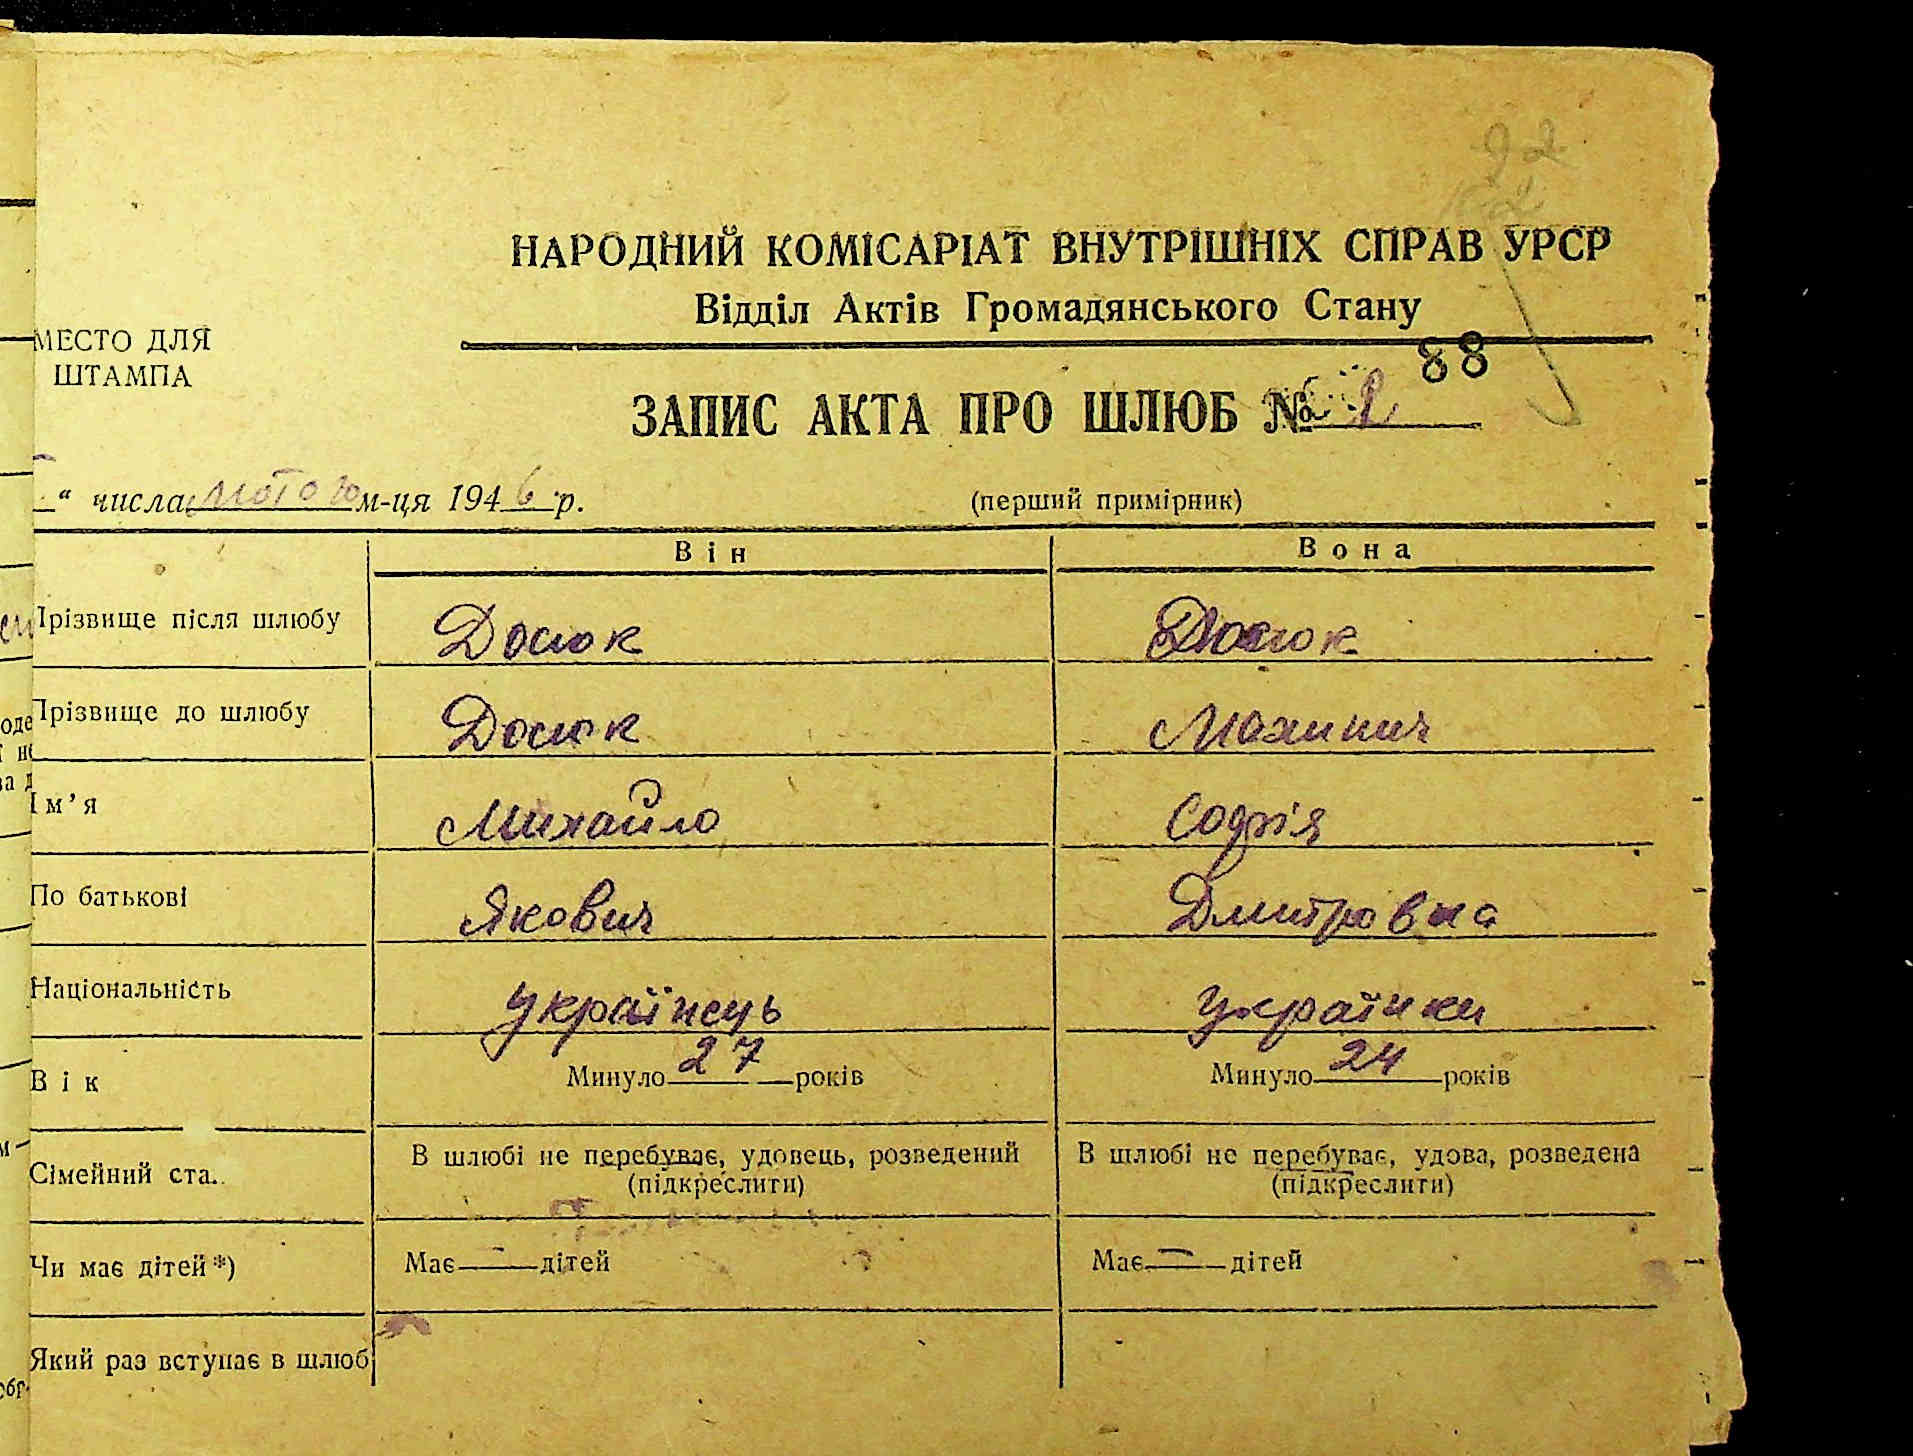 НАРОДНИЙ КОМІСАРІАТ ВНУТРІШНІХ СПРАВ УРСР
Відділ Актів Громадянського Стану
МЕСТО ДЛЯ
ШТАМПА
88
ЗАПИС АКТА ПРО ШЛЮБ № 2
“ числа лютого м-ця 1946 р. (перший примірник)
Він Вона
Прізвище після шлюбу Досюк Досюк
Прізвище до шлюбу Досюк
Ім’я Михайло Софія
По батькові Якович Дмитровна
Національність українець українки
Вік Минуло 27 років Минуло 24 років
Сімейний ста.. В шлюбі не перебуває, удовець, розведений В шлюбі не перебуває, удова, розведена
(підкреслити) (підкреслити)
Чи має дітей*) Має — дітей Має — дітей
Який раз вступає в шлюб